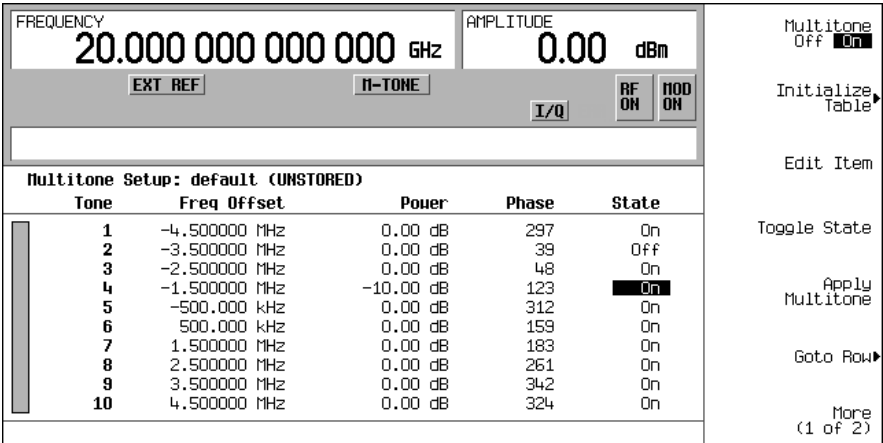 FREQUENCY
20.000 000 000 000 GHz
AMPLITUDE
0.00 dBm
EXT REF
M-TONE
I/Q
RF ON
MOD ON
Multitone Setup: default (UNSTORED)
Tone Freq Offset Power Phase State
1 -4.500000 MHz 0.00 dB 297 On
2 -3.500000 MHz 0.00 dB 39 Off
3 -2.500000 MHz 0.00 dB 48 On
4 -1.500000 MHz -10.00 dB 123 On
5 -500.000 kHz 0.00 dB 312 On
6 500.000 kHz 0.00 dB 159 On
7 1.500000 MHz 0.00 dB 183 On
8 2.500000 MHz 0.00 dB 261 On
9 3.500000 MHz 0.00 dB 342 On
10 4.500000 MHz 0.00 dB 324 On
Multitone
Off On
Initialize
Table
Edit Item
Toggle State
Apply
Multitone
Goto Row
More
(1 of 2)